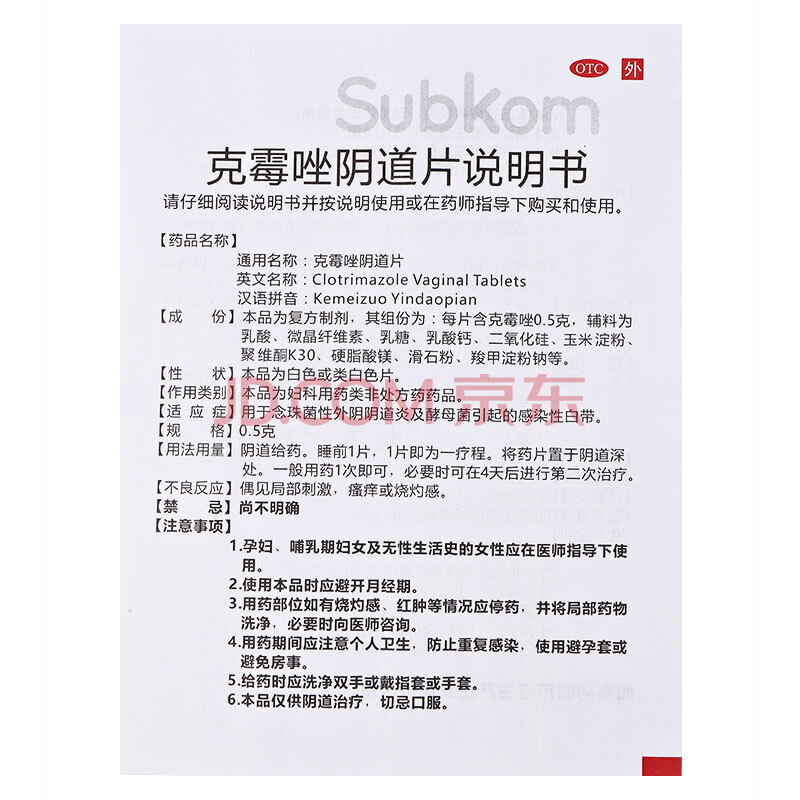 OTC 外
Subkom
克霉唑阴道片说明书
请仔细阅读说明书并按说明使用或在药师指导下购买和使用。
【药品名称】
通用名称：克霉唑阴道片
英文名称：Clotrimazole Vaginal Tablets
汉语拼音：Kemeizuo Yindaopian
【成 份】本品为复方制剂，其组份为：每片含克霉唑0.5克，辅料为
乳酸、微晶纤维素、乳糖、乳酸钙、二氧化硅、玉米淀粉、
聚维酮K30、硬脂酸镁、滑石粉、羧甲淀粉钠等。
【性 状】本品为白色或类白色片。
JD.COM 京东
【作用类别】本品为妇科用药类非处方药药品。
【适 应 症】用于念珠菌性外阴阴道炎及酵母菌引起的感染性白带。
【规 格】0.5克
【用法用量】阴道给药。睡前1片，1片即为一疗程。将药片置于阴道深
处。一般用药1次即可，必要时可在4天后进行第二次治疗。
【不良反应】偶见局部刺激，瘙痒或烧灼感。
【禁 忌】尚不明确
【注意事项】
1.孕妇、哺乳期妇女及无性生活史的女性应在医师指导下使
用。
2.使用本品时应避开月经期。
3.用药部位如有烧灼感、红肿等情况应停药，并将局部药物
洗净，必要时向医师咨询。
4.用药期间应注意个人卫生，防止重复感染，使用避孕套或
避免房事。
5.给药时应洗净双手或戴指套或手套。
6.本品仅供阴道治疗，切忌口服。